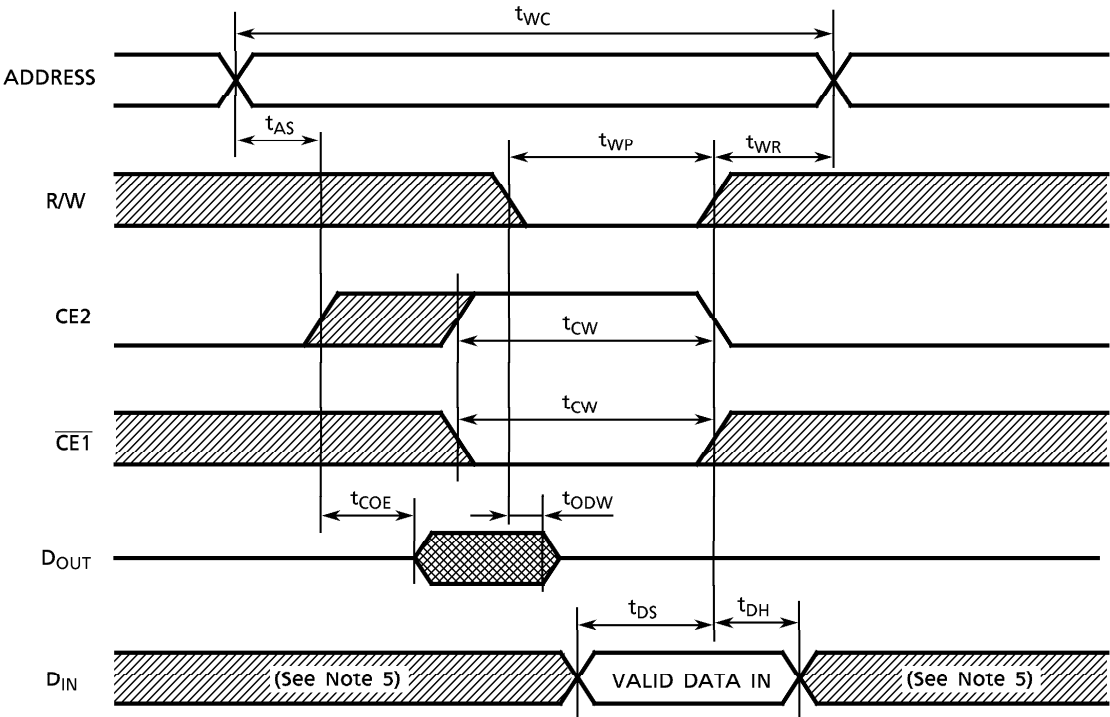 tWC
ADDRESS
tAS
tWP
tWR
R/W
CE2
tCW
tCW
CE1
tCOE
tODW
DOUT
tDS
tDH
DIN
(See Note 5)
VALID DATA IN
(See Note 5)